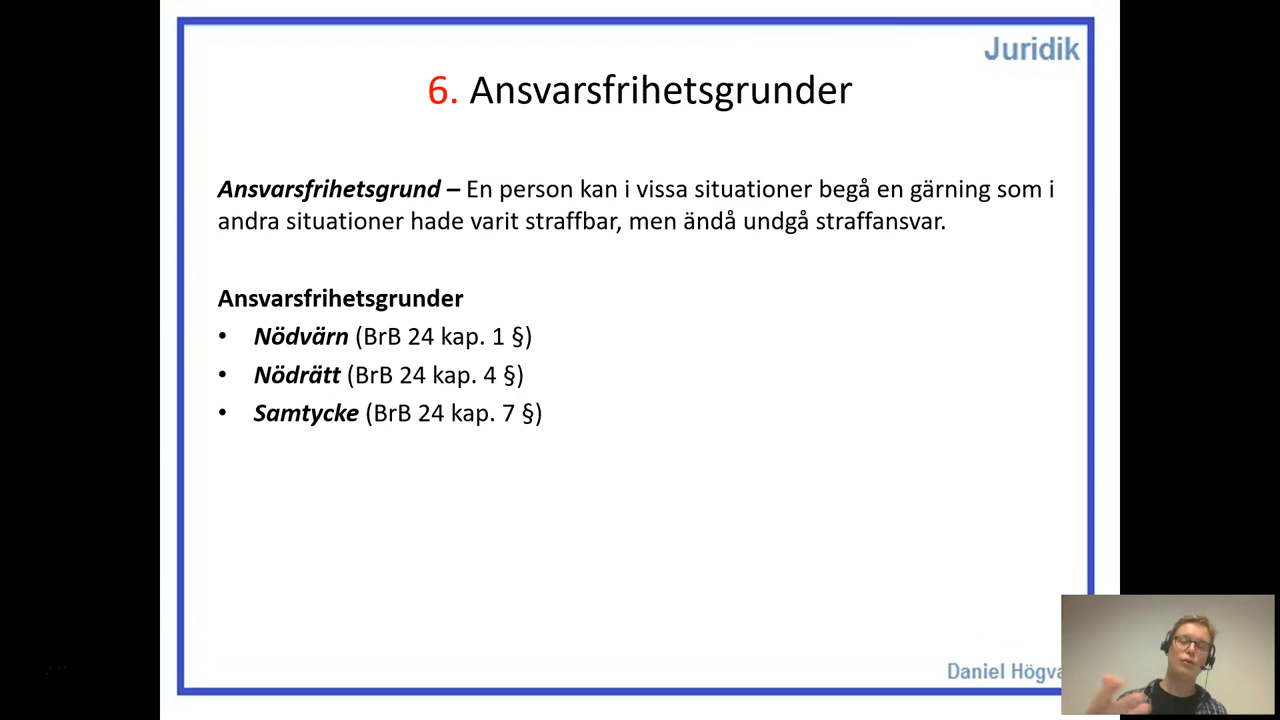 Juridik
6. Ansvarsfrihetsgrunder
Ansvarsfrihetsgrund – En person kan i vissa situationer begå en gärning som i
andra situationer hade varit straffbar, men ändå undgå straffansvar.
Ansvarsfrihetsgrunder
• Nödvärn (BrB 24 kap. 1 §)
• Nödrätt (BrB 24 kap. 4 §)
• Samtycke (BrB 24 kap. 7 §)
Daniel